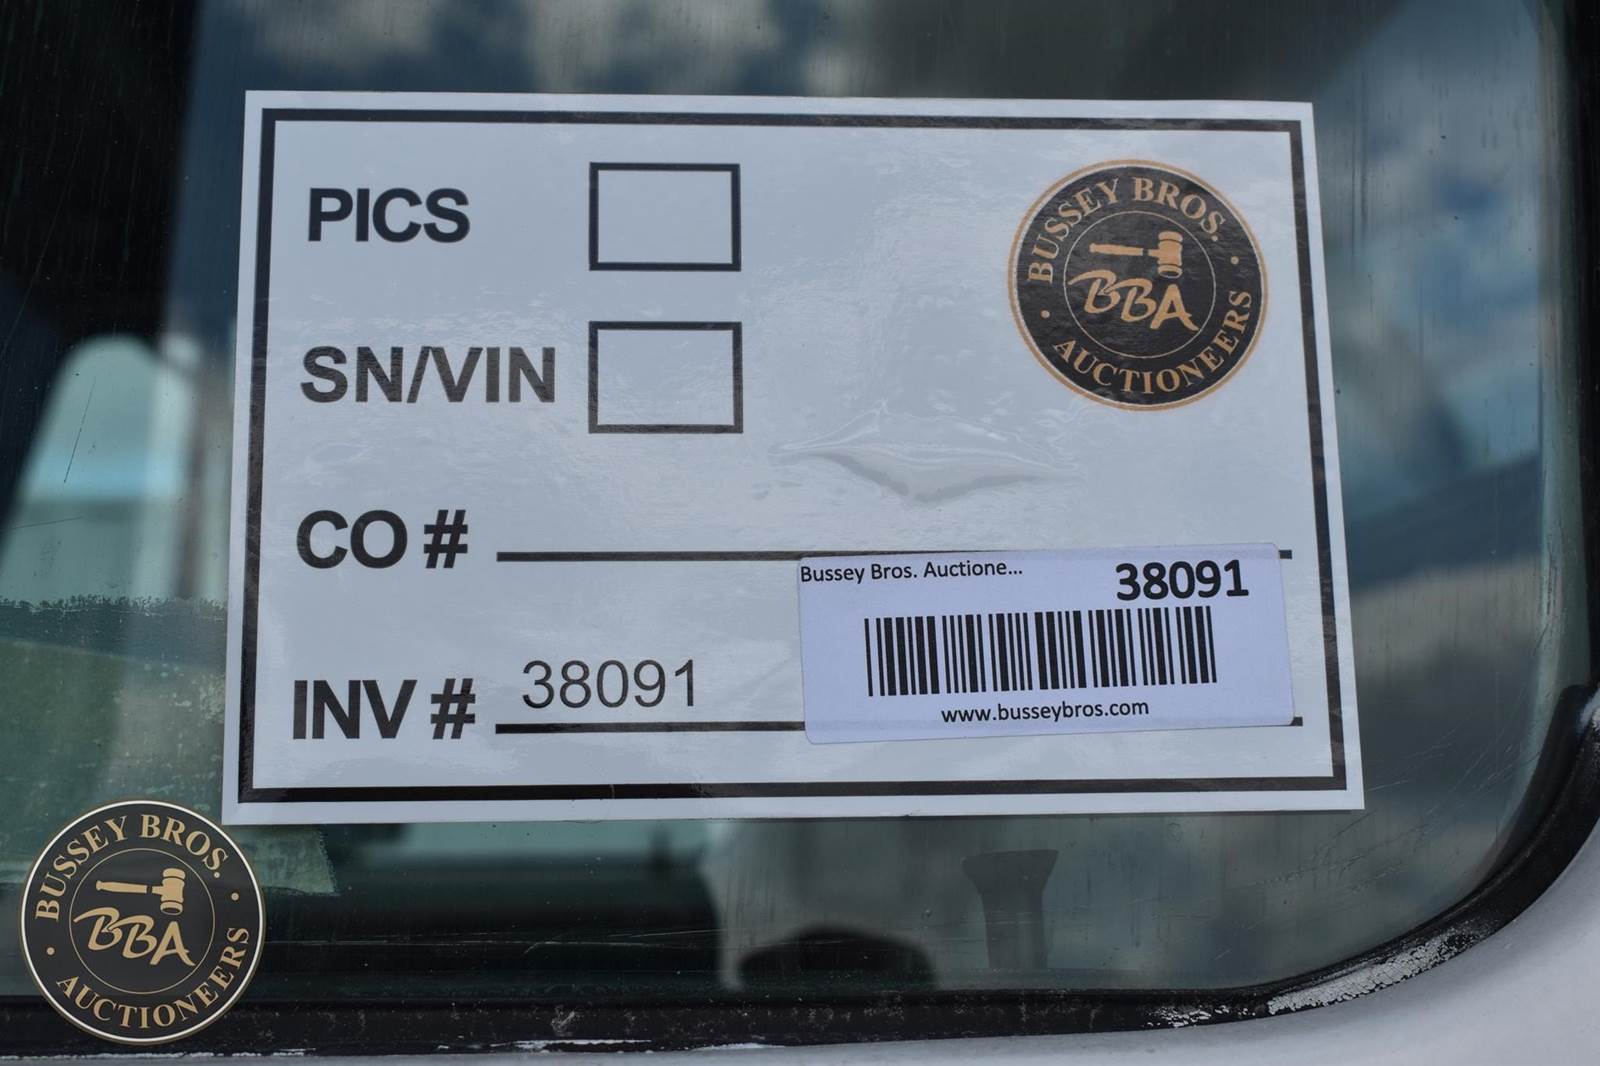 PICS
BUSSEY BROS.
BBA
AUCTIONEERS
SN/VIN
CO #
Bussey Bros. Auctione...
38091
INV # 38091
www.busseybros.com
BUSSEY BROS.
BBA
AUCTIONEERS